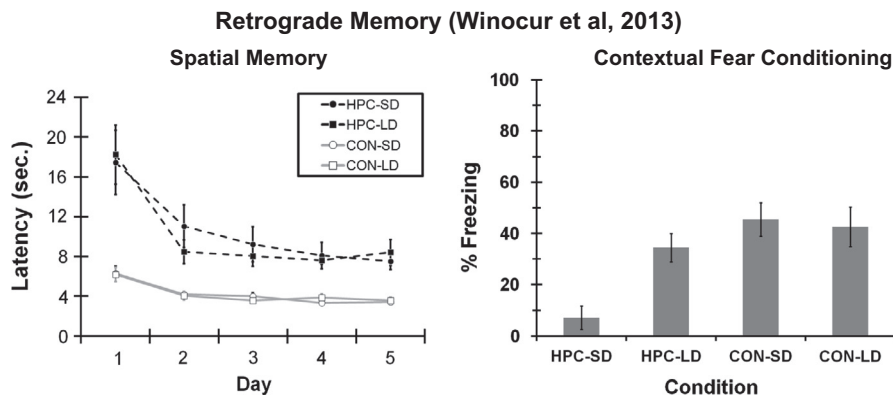 Retrograde Memory (Winocur et al, 2013)
Spatial Memory
Latency (sec.)
24
20
16
12
8
4
0
HPC-SD
HPC-LD
CON-SD
CON-LD
1 2 3 4 5
Day
Contextual Fear Conditioning
% Freezing
100
80
60
40
20
0
HPC-SD HPC-LD CON-SD CON-LD
Condition